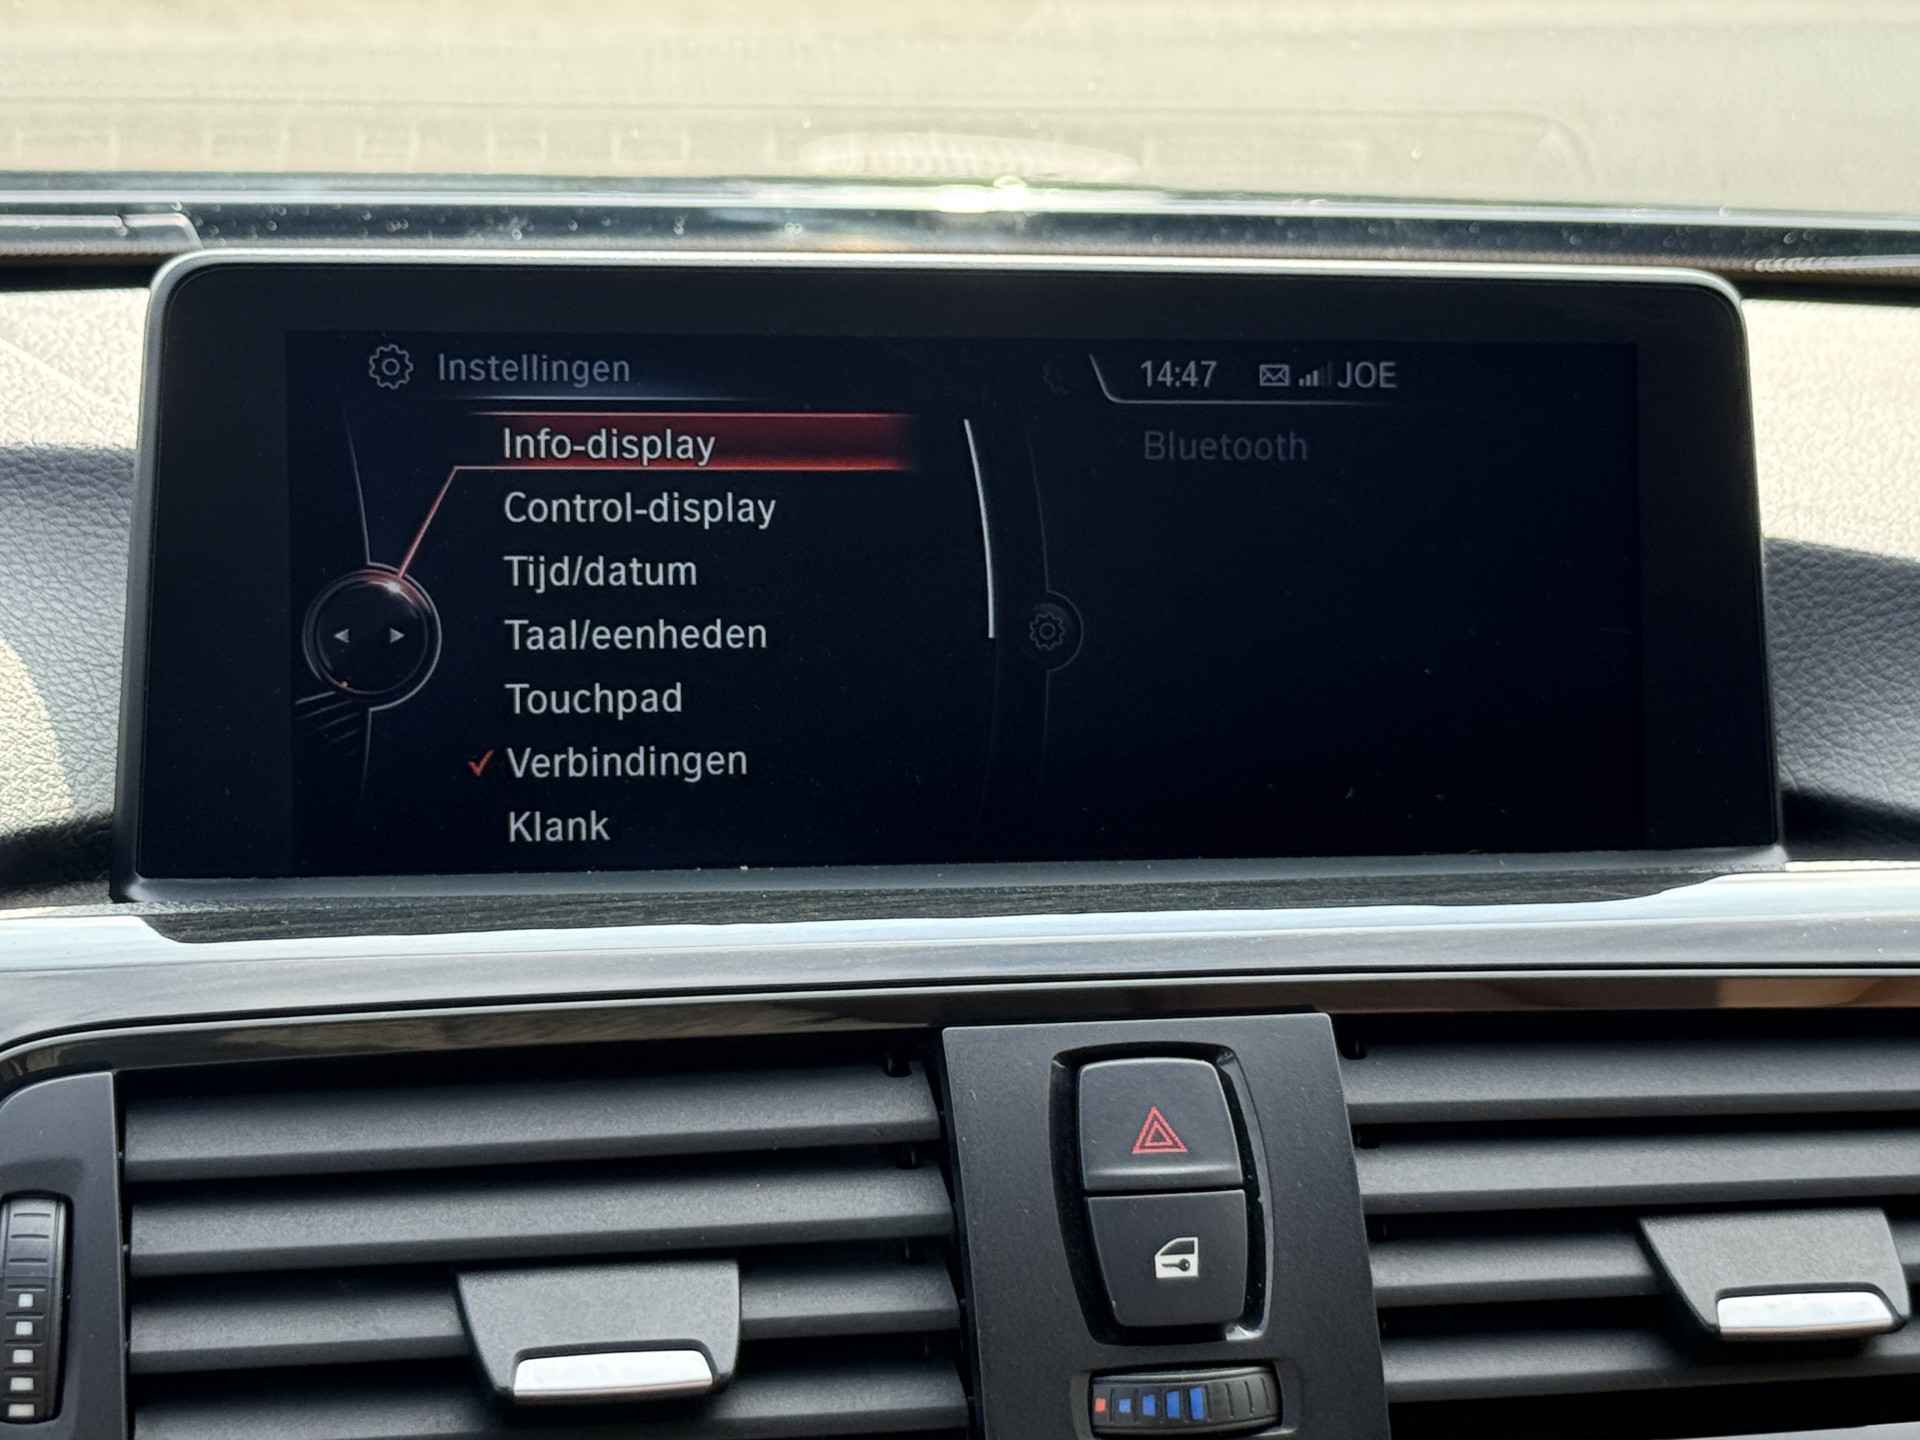 Instellingen
14:47 JOE
Info-display
Control-display
Tijd/datum
Taal/eenheden
Touchpad
Verbindingen
Klank
Bluetooth